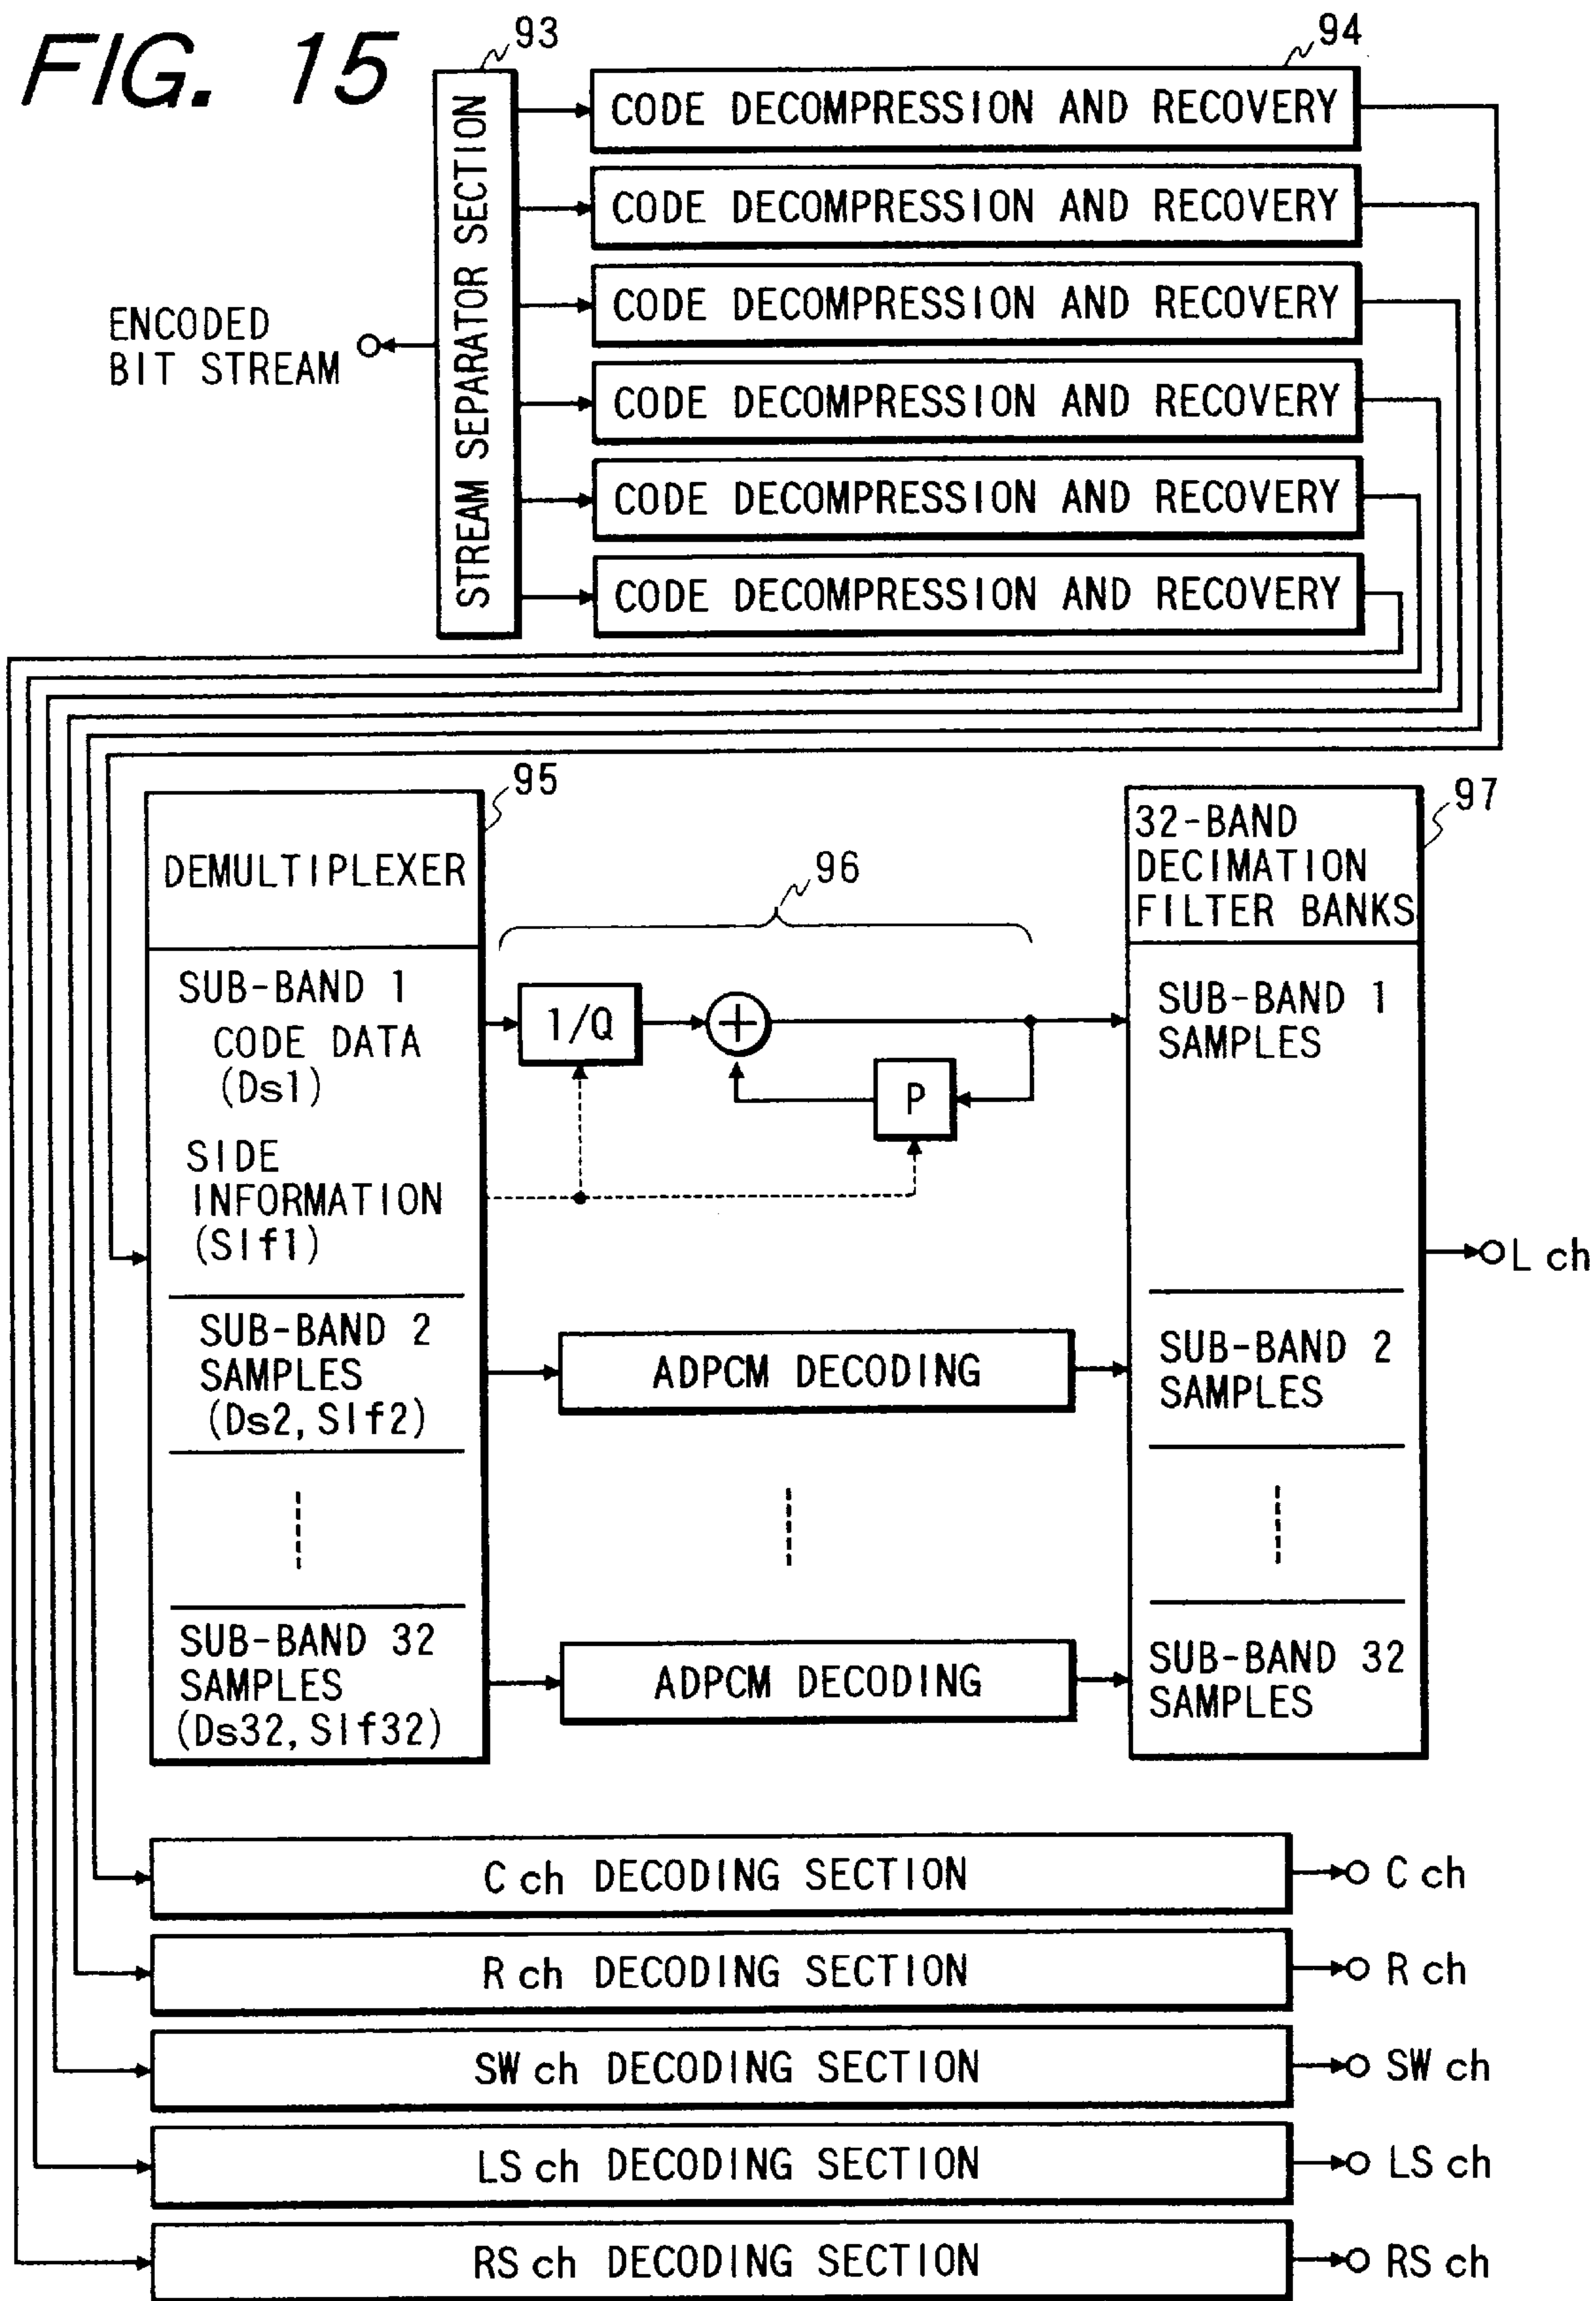 FIG. 15
93
94
STREAM SEPARATOR SECTION
CODE DECOMPRESSION AND RECOVERY
CODE DECOMPRESSION AND RECOVERY
CODE DECOMPRESSION AND RECOVERY
CODE DECOMPRESSION AND RECOVERY
CODE DECOMPRESSION AND RECOVERY
CODE DECOMPRESSION AND RECOVERY
ENCODED
BIT STREAM
95
DEMULTIPLEXER
SUB-BAND 1
CODE DATA
(Ds1)
SIDE
INFORMATION
(SIf1)
SUB-BAND 2
SAMPLES
(Ds2, SIf2)
SUB-BAND 32
SAMPLES
(Ds32, SIf32)
96
1/Q
+
P
ADPCM DECODING
ADPCM DECODING
97
32-BAND
DECIMATION
FILTER BANKS
SUB-BAND 1
SAMPLES
SUB-BAND 2
SAMPLES
SUB-BAND 32
SAMPLES
L ch
C ch DECODING SECTION
C ch
R ch DECODING SECTION
R ch
SW ch DECODING SECTION
SW ch
LS ch DECODING SECTION
LS ch
RS ch DECODING SECTION
RS ch